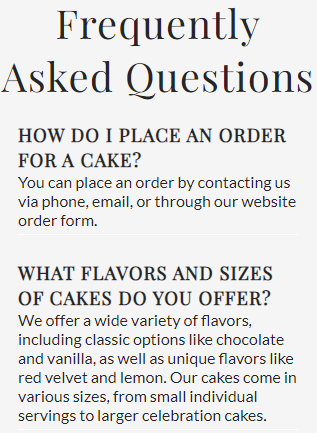 Frequently
Asked Questions
HOW DO I PLACE AN ORDER
FOR A CAKE?
You can place an order by contacting us
via phone, email, or through our website
order form.
WHAT FLAVORS AND SIZES
OF CAKES DO YOU OFFER?
We offer a wide variety of flavors,
including classic options like chocolate
and vanilla, as well as unique flavors like
red velvet and lemon. Our cakes come in
various sizes, from small individual
servings to larger celebration cakes.